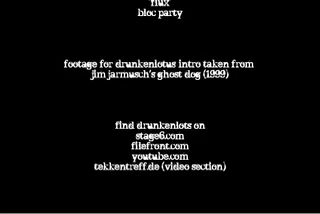 flux
bloc party
footage for drunkenlotus intro taken from
jim jarmusch's ghost dog (1999)
find drunkenlots on
stage6.com
filefront.com
youtube.com
tekkentreff.de (video section)